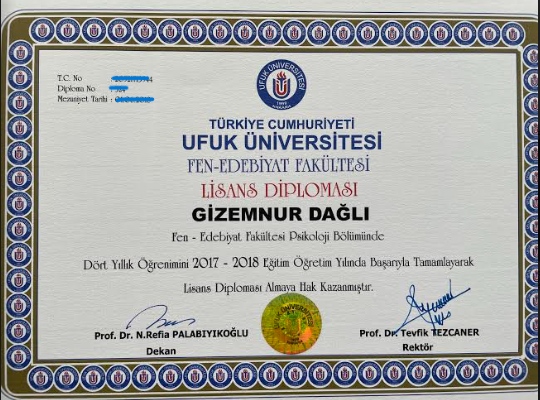 T.C. No
Diploma No
Mezuniyet Tarihi :
UFUK ÜNİVERSİTESİ
TÜRKİYE CUMHURİYETİ
UFUK ÜNİVERSİTESİ
FEN-EDEBİYAT FAKÜLTESİ
LİSANS DİPLOMASI
GİZEMNUR DAĞLI
Fen - Edebiyat Fakültesi Psikoloji Bölümünde
Dört Yıllık Öğrenimini 2017 - 2018 Eğitim Öğretim Yılında Başarıyla Tamamlayarak
Lisans Diploması Almaya Hak Kazanmıştır.
Prof. Dr. N.Refia PALABIYIKOĞLU
Dekan
Prof. Dr. Tevfik TEZCANER
Rektör